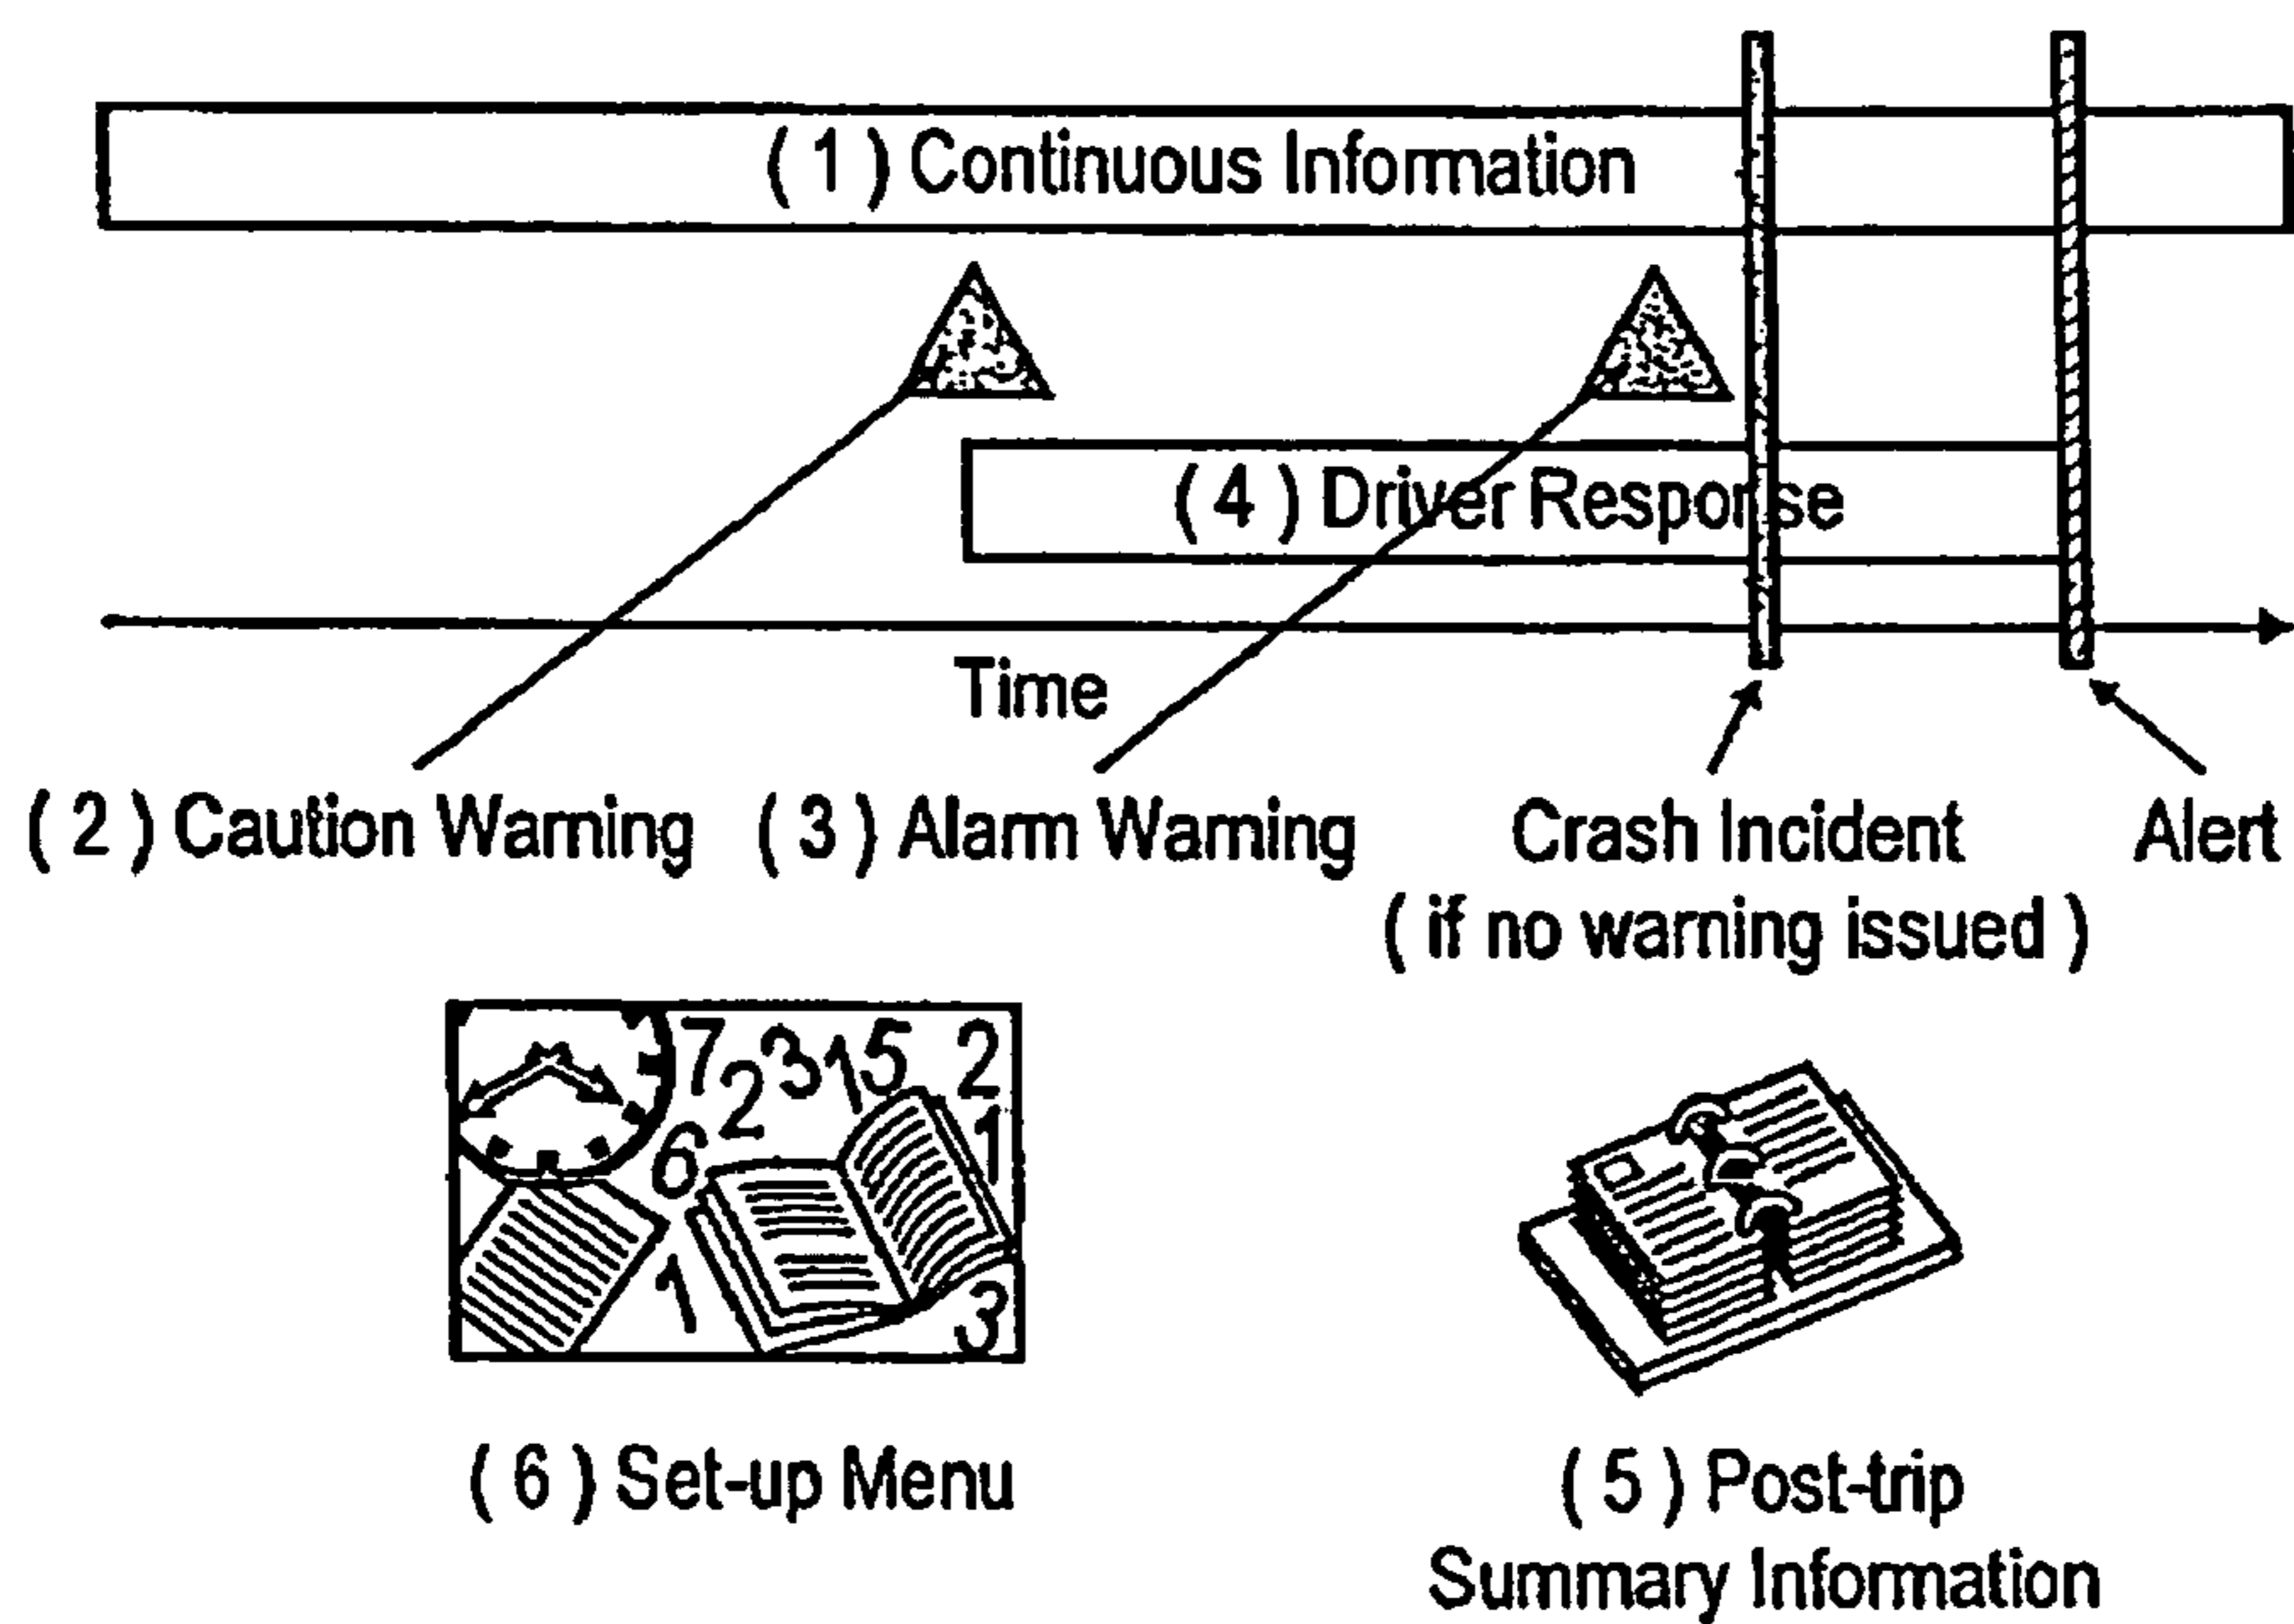 ( 1 ) Continuous Information
( 4 ) Driver Response
Time
( 2 ) Caution Warning
( 3 ) Alarm Warning
Crash Incident
( if no warning issued )
Alert
7 2 3 1 5 2
6 1
1 3
( 6 ) Set-up Menu
( 5 ) Post-trip
Summary Information